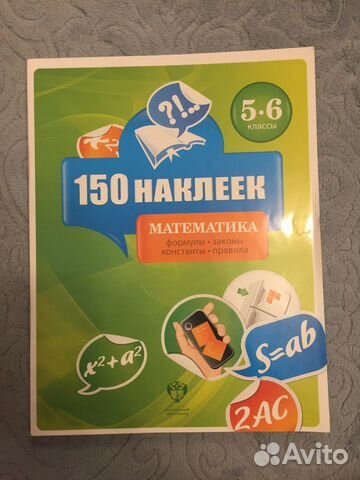 ?!..
5•6
классы
150 НАКЛЕЕК
МАТЕМАТИКА
формулы • законы
константы • правила
x²+a²
S=ab
2AC
Avito